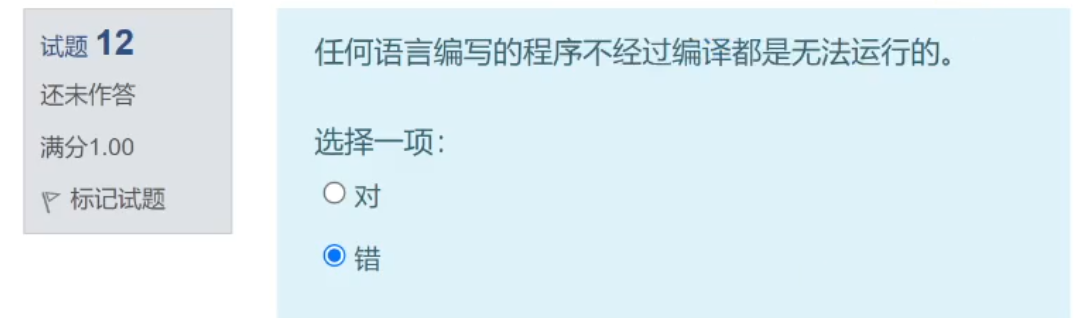 试题 12
还未作答
满分1.00
标记试题
任何语言编写的程序不经过编译都是无法运行的。
选择一项：
对
错